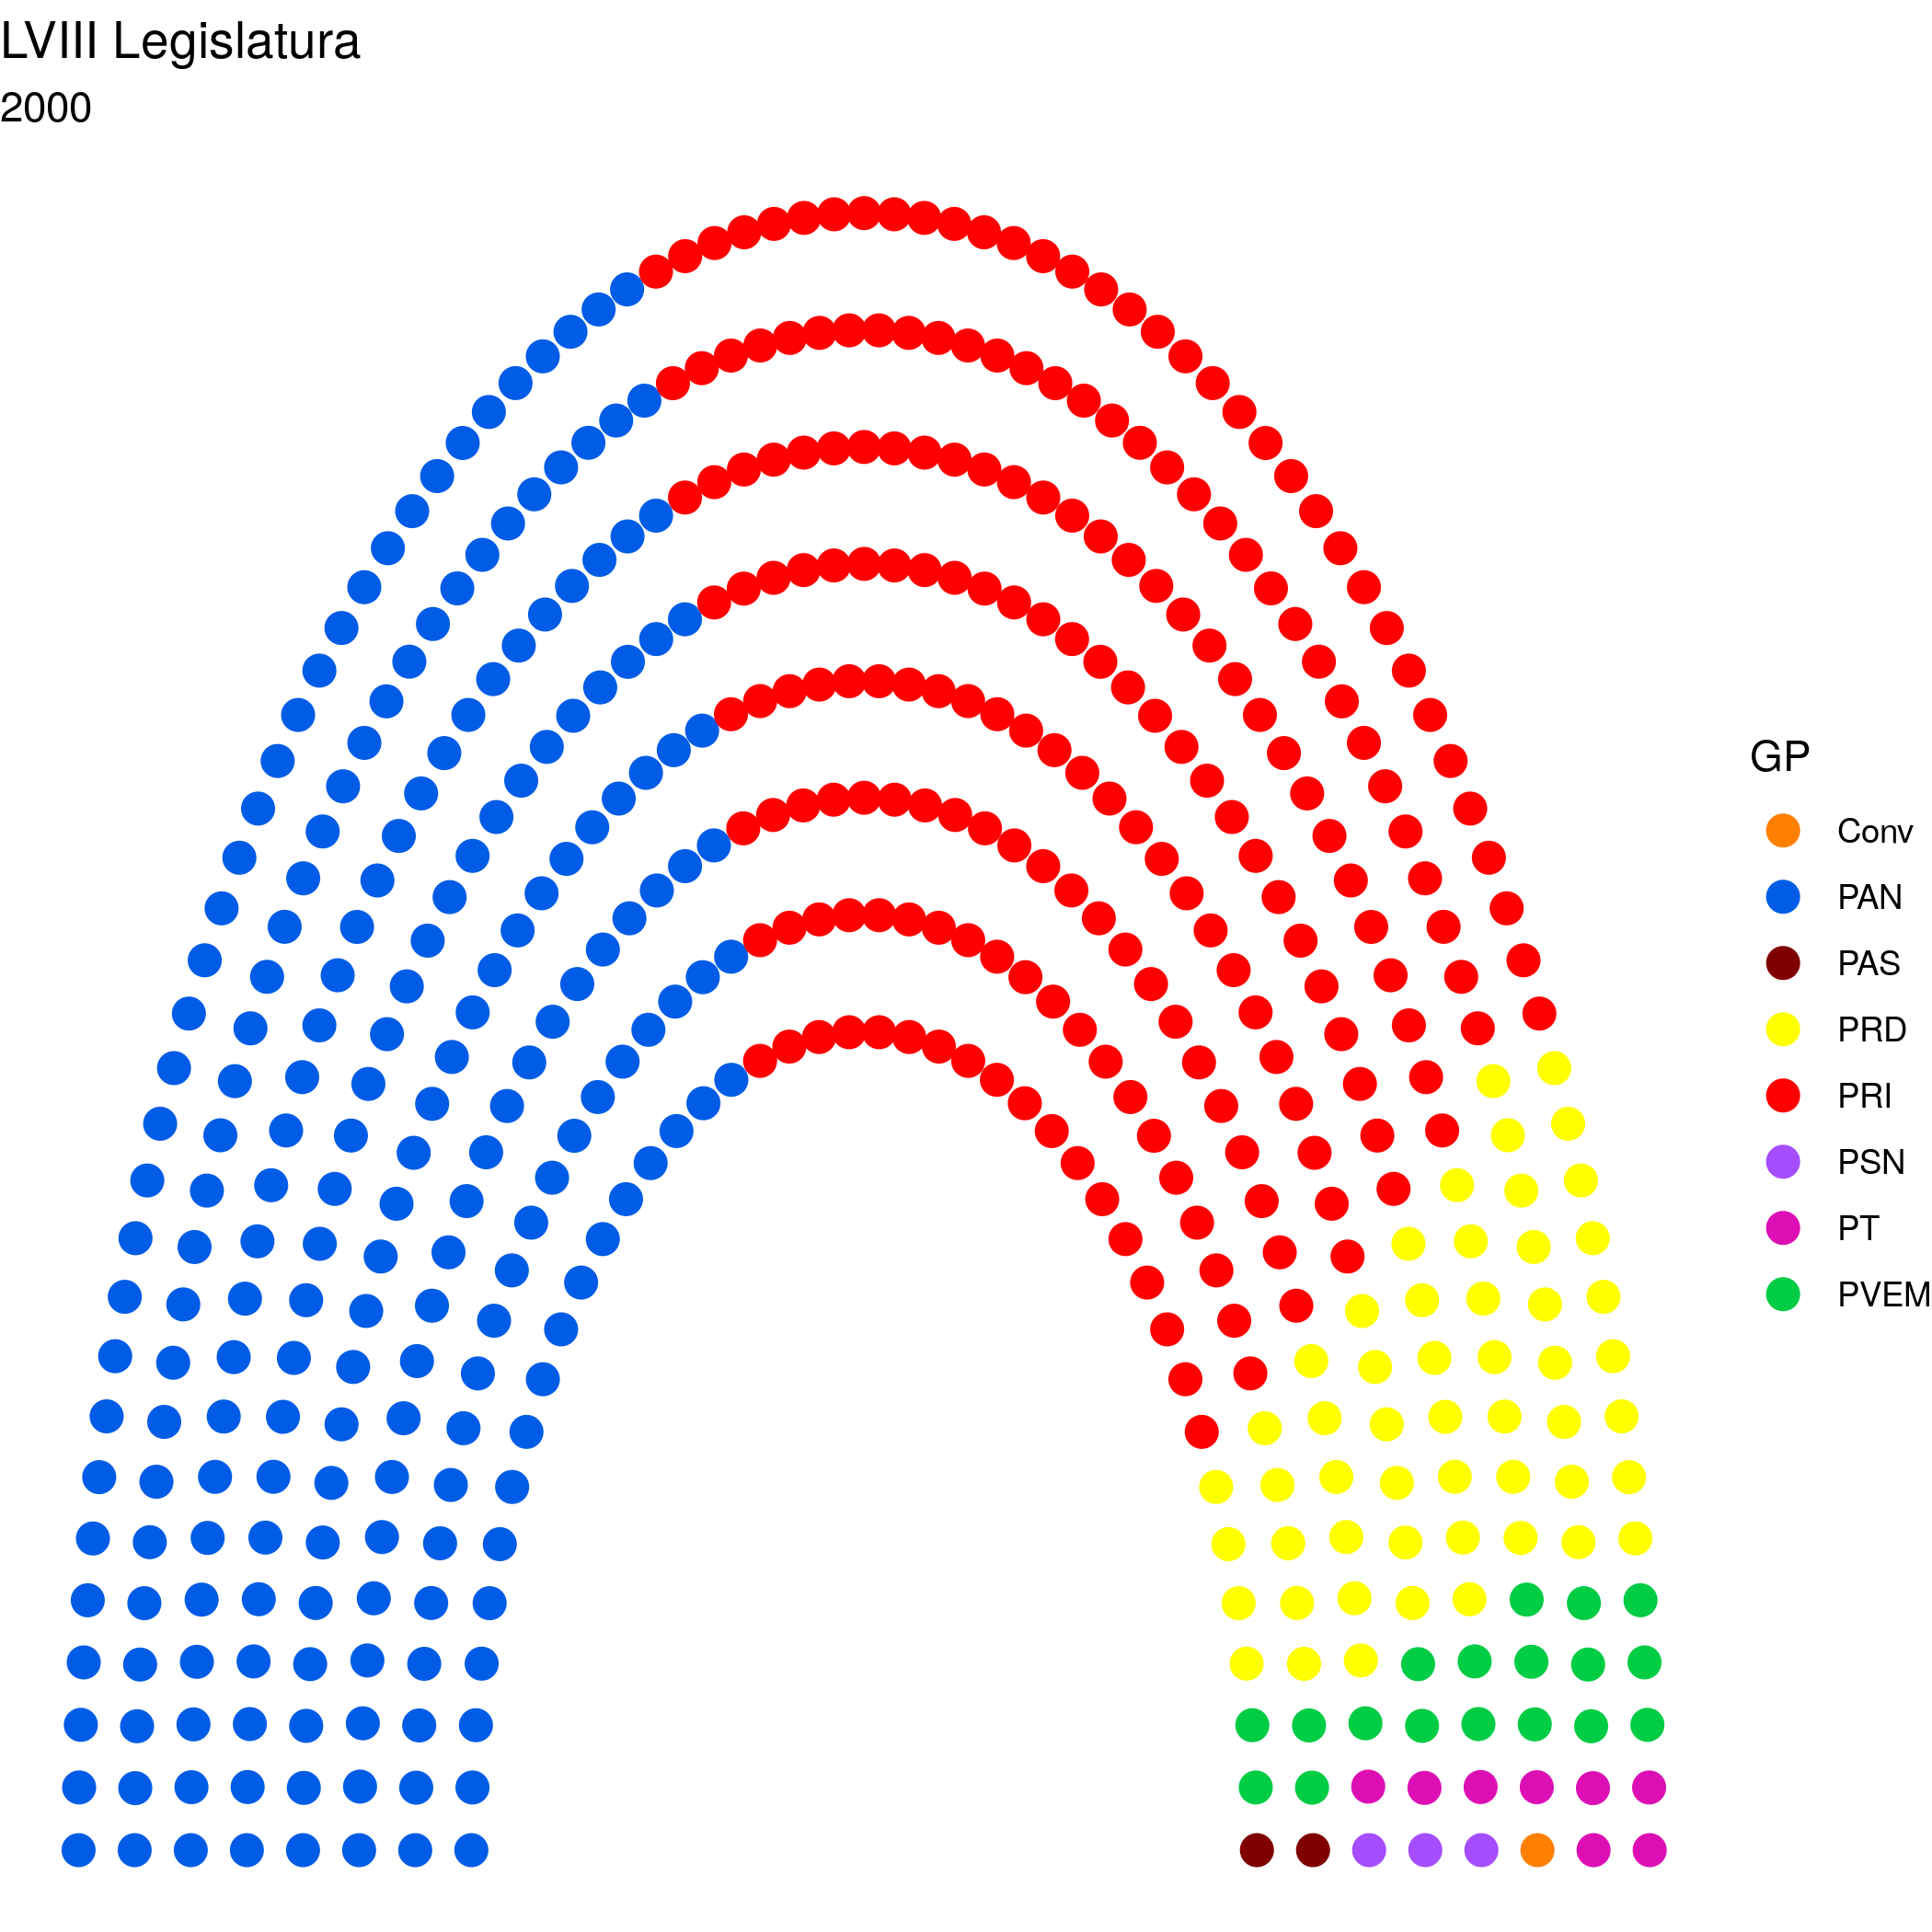 LVIII Legislatura
2000
GP
Conv
PAN
PAS
PRD
PRI
PSN
PT
PVEM